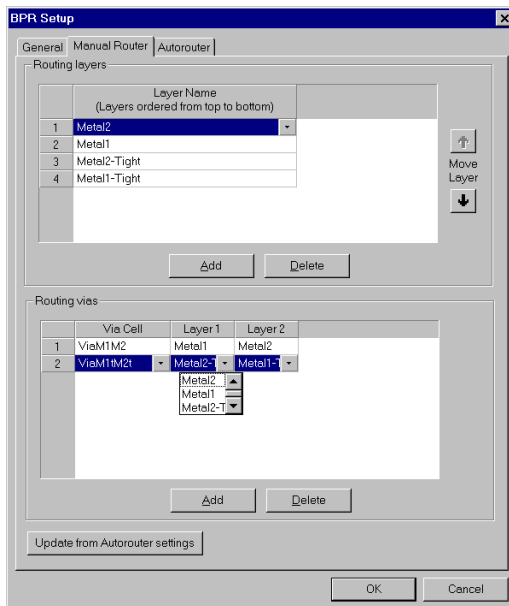 BPR Setup
General Manual Router Autorouter
Routing layers
Layer Name
(Layers ordered from top to bottom)
1 Metal2
2 Metal1
3 Metal2-Tight
4 Metal1-Tight
Move
Layer
Add Delete
Routing vias
Via Cell Layer 1 Layer 2
1 ViaM1M2 Metal1 Metal2
2 ViaM1tM2t Metal2-T Metal1-T
Metal2
Metal1
Metal2-T
Add Delete
Update from Autorouter settings
OK Cancel